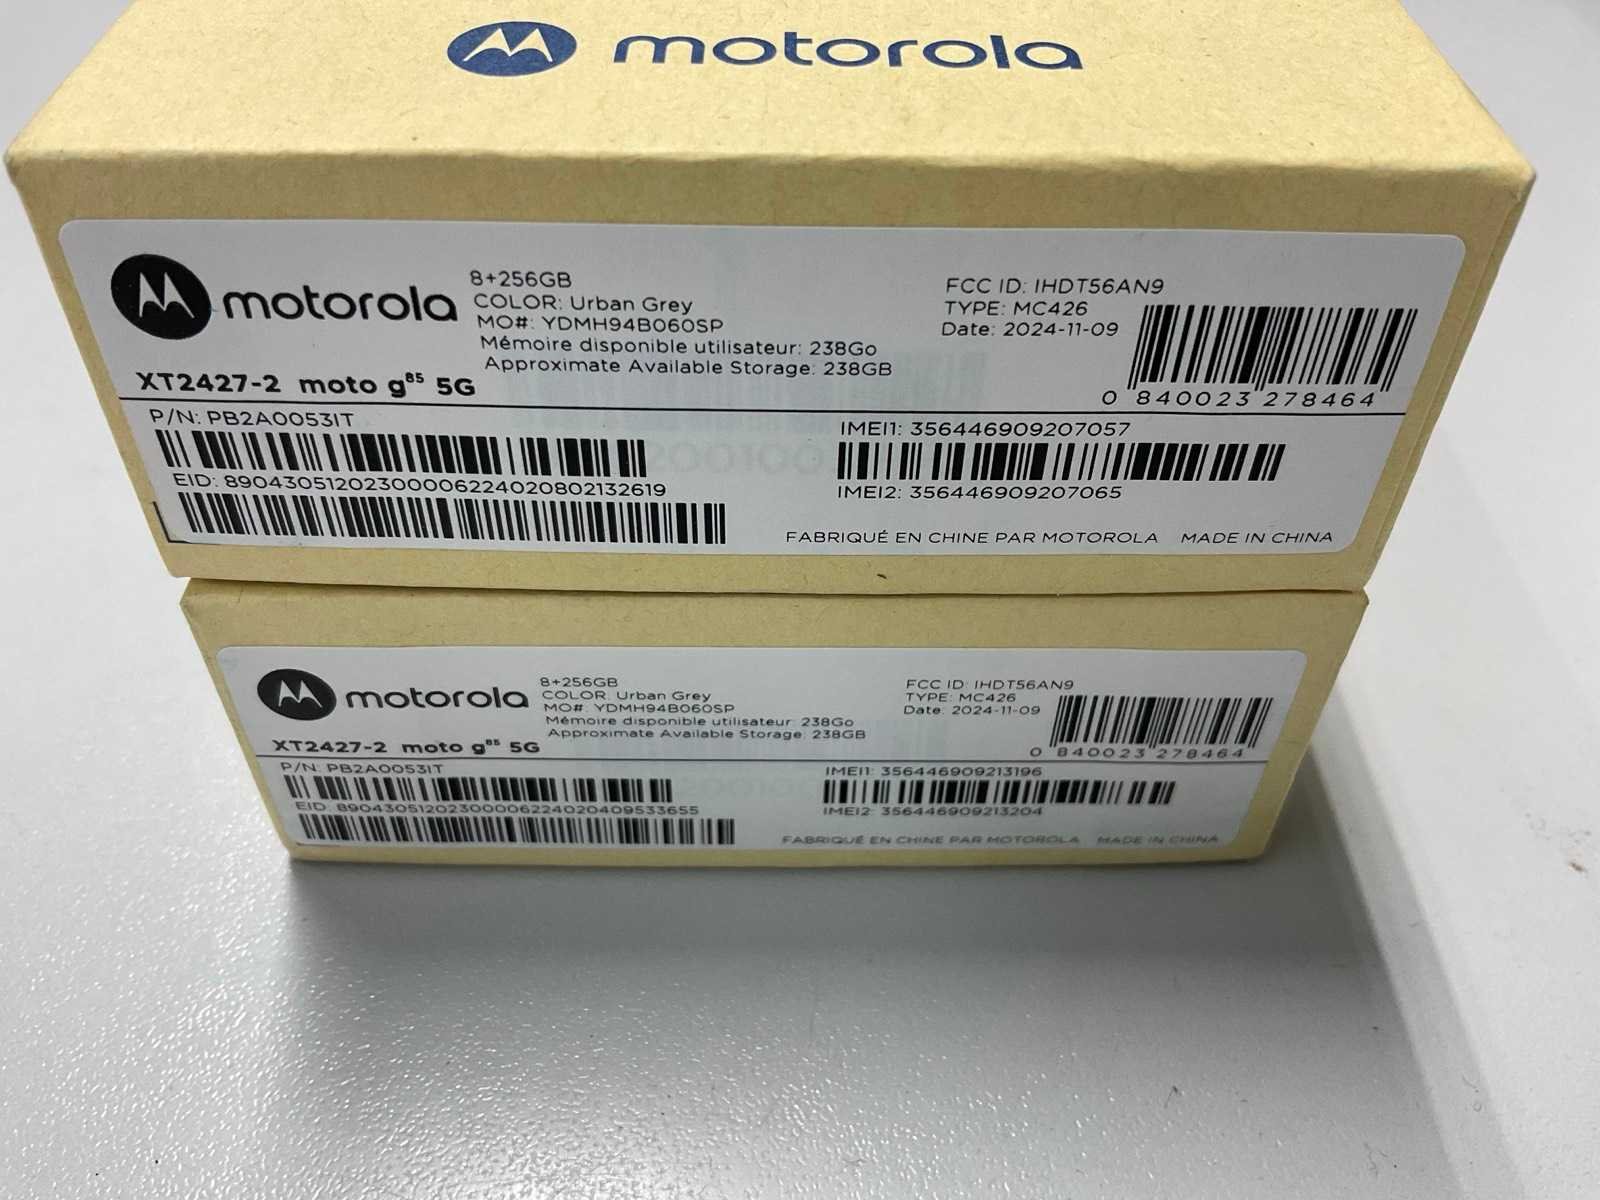 motorola
motorola
8+256GB
COLOR: Urban Grey
MO#: YDMH94B060SP
Mémoire disponible utilisateur: 238Go
Approximate Available Storage: 238GB
FCC ID: IHDT56AN9
TYPE: MC426
Date: 2024-11-09
0 840023 278464
XT2427-2 moto g85 5G
P/N: PB2A0053IT
EID: 89043051202300006224020802132619
IMEI1: 356446909207057
IMEI2: 356446909207065
FABRIQUÉ EN CHINE PAR MOTOROLA MADE IN CHINA
motorola
8+256GB
COLOR: Urban Grey
MO#: YDMH94B060SP
Mémoire disponible utilisateur: 238Go
Approximate Available Storage: 238GB
FCC ID: IHDT56AN9
TYPE: MC426
Date: 2024-11-09
0 840023 278464
XT2427-2 moto g85 5G
P/N: PB2A0053IT
EID: 89043051202300006224020409533655
IMEI1: 356446909213196
IMEI2: 356446909213204
FABRIQUÉ EN CHINE PAR MOTOROLA MADE IN CHINA